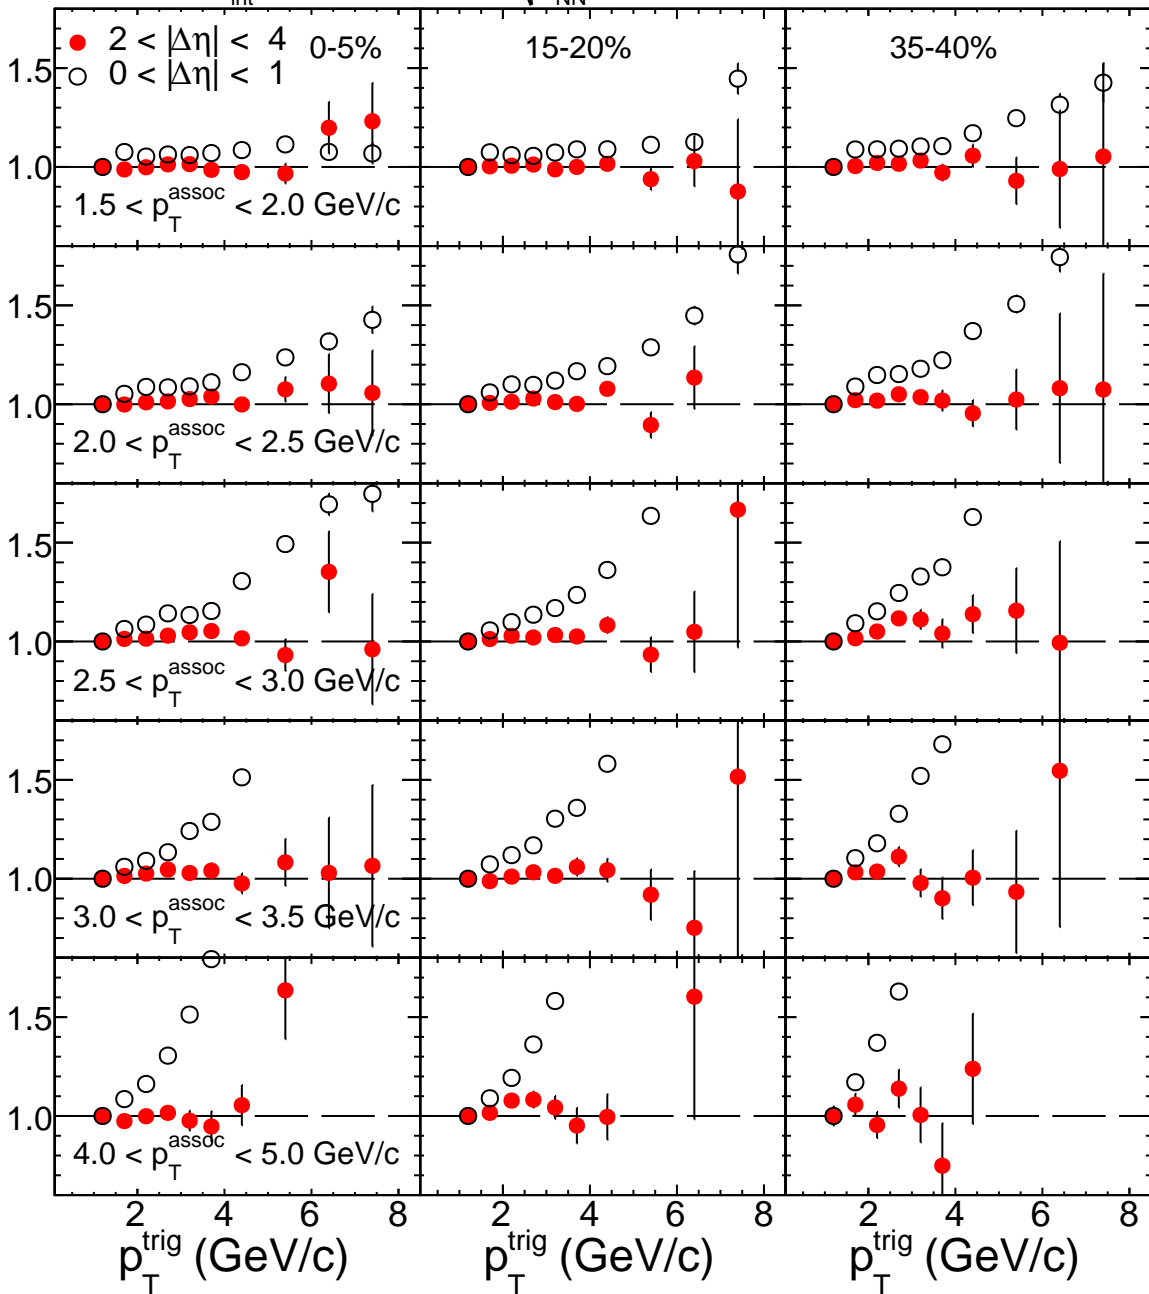 int NN
2 < |Δη| < 4 0-5% 15-20% 35-40%
0 < |Δη| < 1
1.5
1.0
1.5 < p_T^assoc < 2.0 GeV/c
1.5
1.0
2.0 < p_T^assoc < 2.5 GeV/c
1.5
1.0
2.5 < p_T^assoc < 3.0 GeV/c
1.5
1.0
3.0 < p_T^assoc < 3.5 GeV/c
1.5
1.0
4.0 < p_T^assoc < 5.0 GeV/c
2 4 6 8 2 4 6 8 2 4 6 8
p_T^trig (GeV/c) p_T^trig (GeV/c) p_T^trig (GeV/c)